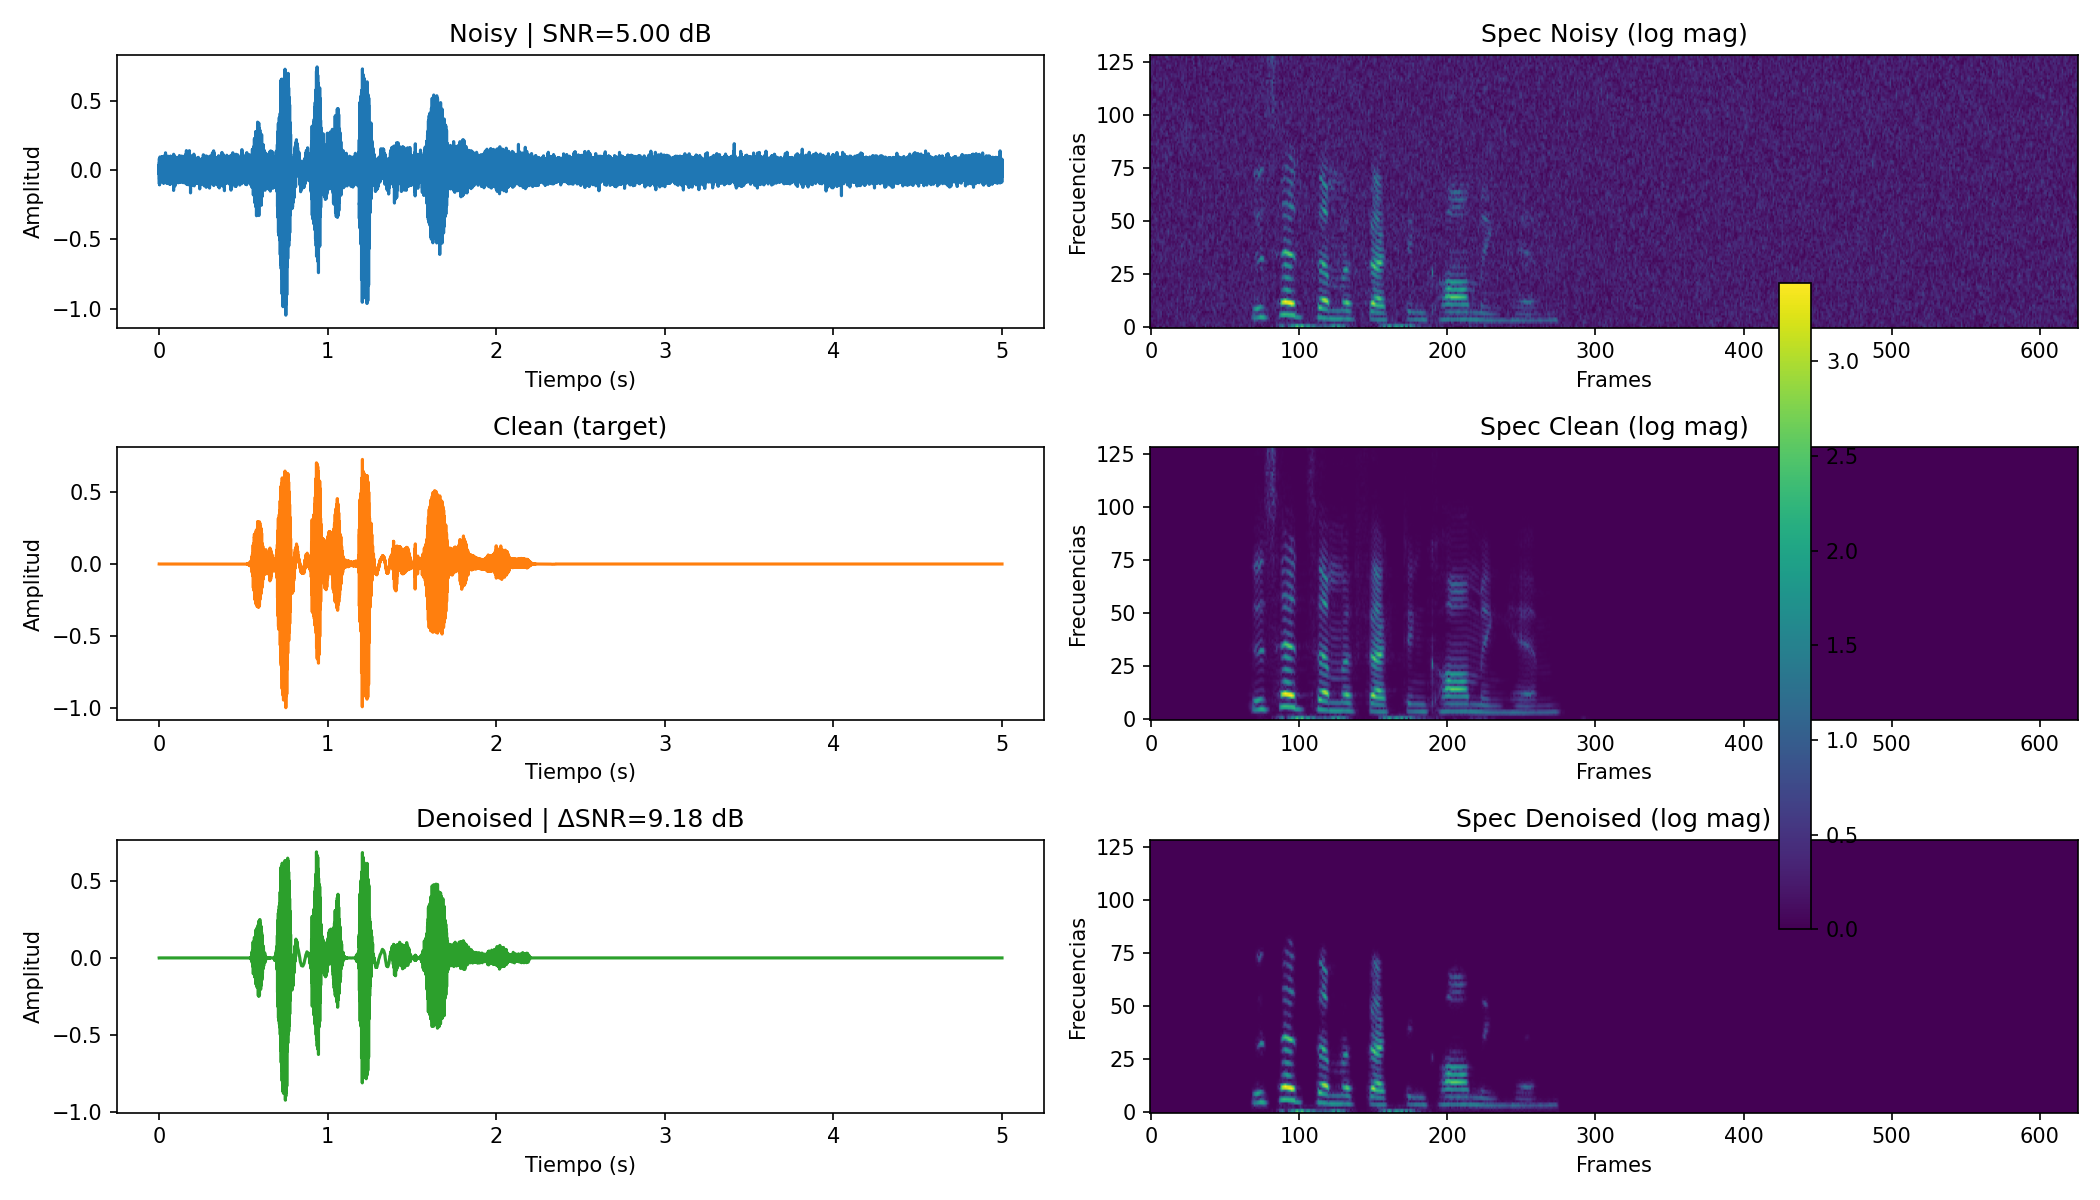 Noisy | SNR=5.00 dB
Amplitud
0.5
0.0
−0.5
−1.0
0 1 2 3 4 5
Tiempo (s)
Spec Noisy (log mag)
Frecuencias
125
100
75
50
25
0
0 100 200 300 400 500 600
Frames
Clean (target)
Amplitud
0.5
0.0
−0.5
−1.0
0 1 2 3 4 5
Tiempo (s)
Spec Clean (log mag)
Frecuencias
125
100
75
50
25
0
0 100 200 300 400 500 600
Frames
Denoised | ΔSNR=9.18 dB
Amplitud
0.5
0.0
−0.5
−1.0
0 1 2 3 4 5
Tiempo (s)
Spec Denoised (log mag)
Frecuencias
125
100
75
50
25
0
0 100 200 300 400 500 600
Frames
3.0
2.5
2.0
1.5
1.0
0.5
0.0